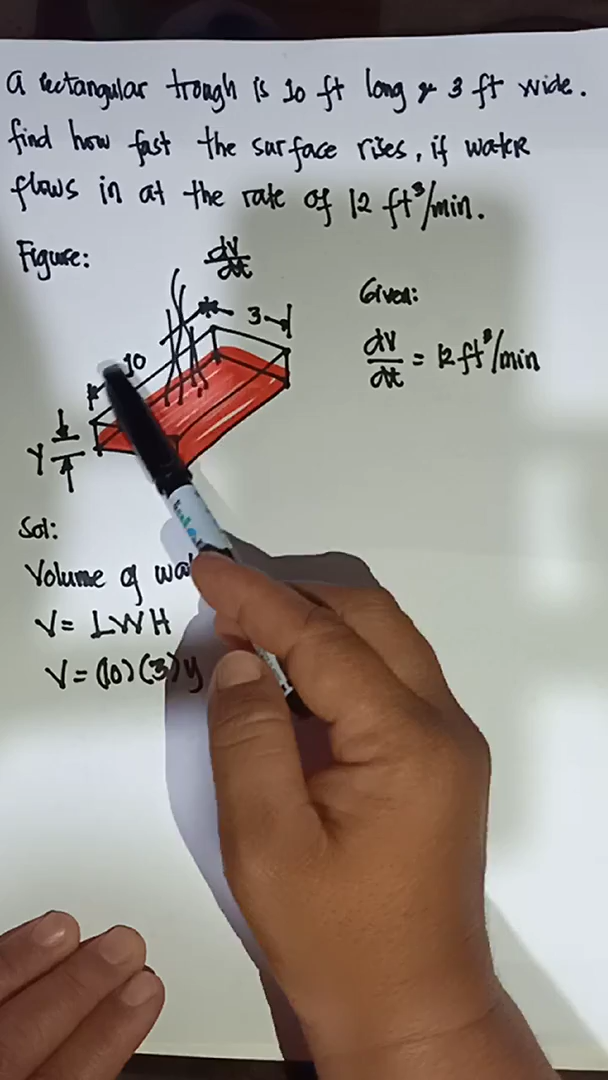 a rectangular trough is 10 ft long & 3 ft wide.
find how fast the surface rises, if water
flows in at the rate of 12 ft³/min.
Figure:
dV/dt
Given:
3
dV/dt = 12 ft³/min
10
Y
Sol:
Volume of
V = LWH
V = (10)(3)y